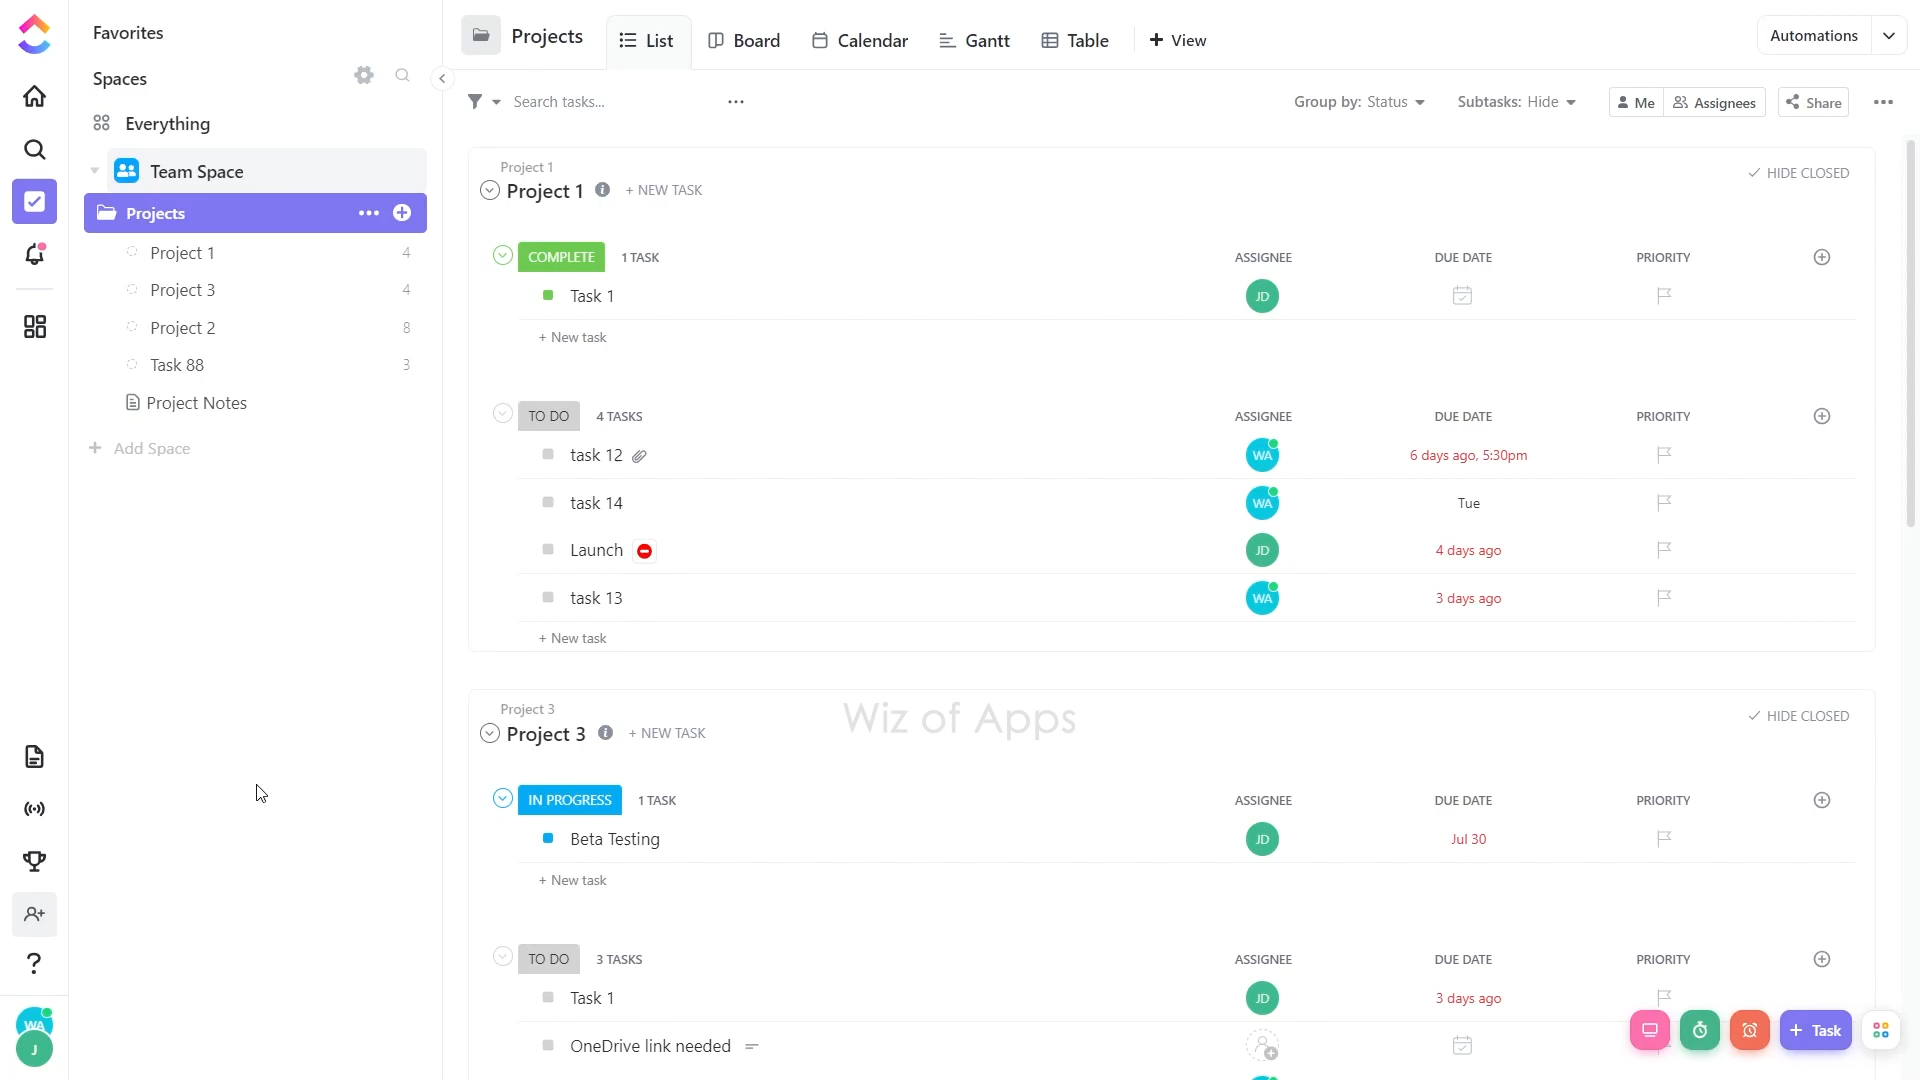 Favorites
Spaces
Everything
Team Space
Projects
Project 1 4
Project 3 4
Project 2 8
Task 88 3
Project Notes
+ Add Space
WA
J
Projects
List
Board
Calendar
Gantt
Table
+ View
Automations
Search tasks...
Group by: Status
Subtasks: Hide
Me
Assignees
Share
Project 1
Project 1 + NEW TASK
HIDE CLOSED
COMPLETE 1 TASK ASSIGNEE DUE DATE PRIORITY
Task 1 JD
+ New task
TO DO 4 TASKS ASSIGNEE DUE DATE PRIORITY
task 12 WA 6 days ago, 5:30pm
task 14 WA Tue
Launch JD 4 days ago
task 13 WA 3 days ago
+ New task
Project 3
Project 3 + NEW TASK
Wiz of Apps
HIDE CLOSED
IN PROGRESS 1 TASK ASSIGNEE DUE DATE PRIORITY
Beta Testing JD Jul 30
+ New task
TO DO 3 TASKS ASSIGNEE DUE DATE PRIORITY
Task 1 JD 3 days ago
OneDrive link needed
+ Task